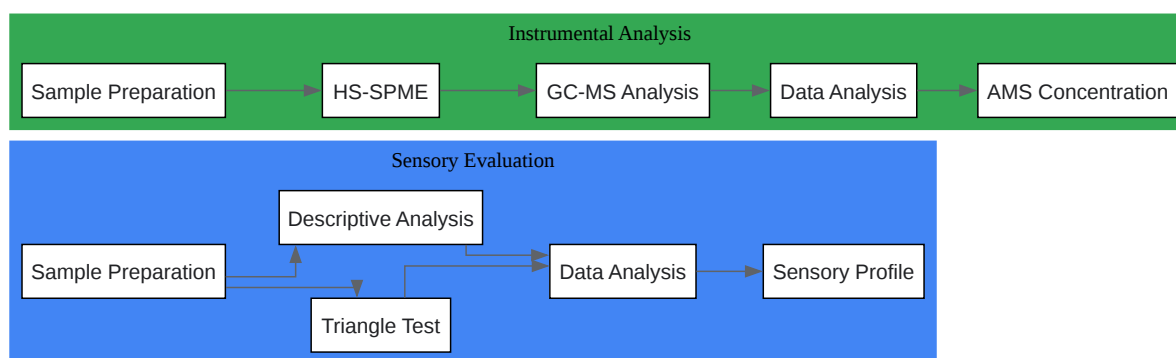 Instrumental Analysis
Sample Preparation
HS-SPME
GC-MS Analysis
Data Analysis
AMS Concentration
Sensory Evaluation
Descriptive Analysis
Sample Preparation
Data Analysis
Sensory Profile
Triangle Test